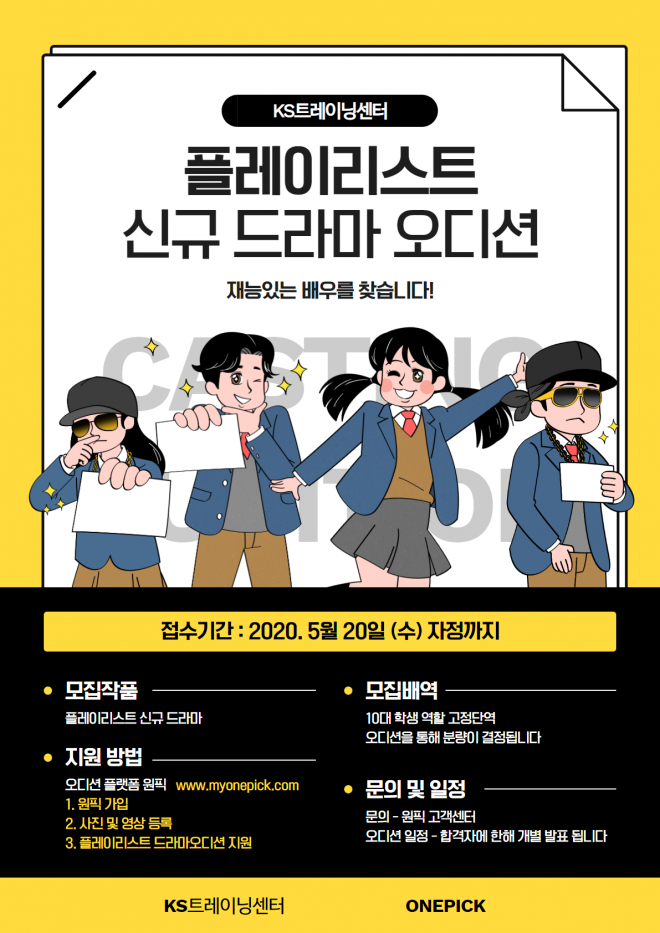 KS트레이닝센터
플레이리스트
신규 드라마 오디션
재능있는 배우를 찾습니다!
CASTING
접수기간 : 2020. 5월 20일 (수) 자정까지
모집작품
플레이리스트 신규 드라마
지원 방법
오디션 플랫폼 원픽 www.myonepick.com
1. 원픽 가입
2. 사진 및 영상 등록
3. 플레이리스트 드라마오디션 지원
모집배역
10대 학생 역할 고정단역
오디션을 통해 분량이 결정됩니다
문의 및 일정
문의 - 원픽 고객센터
오디션 일정 - 합격자에 한해 개별 발표 됩니다
KS트레이닝센터
ONEPICK